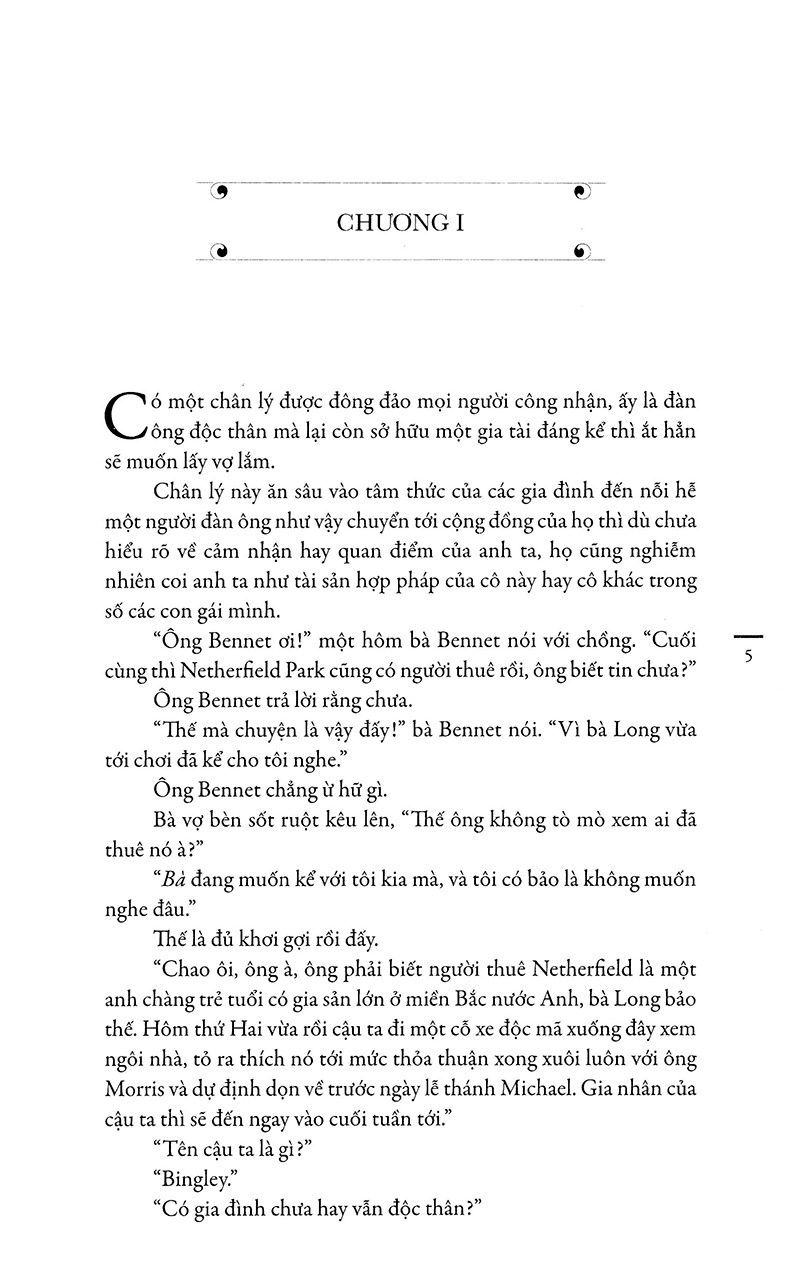 CHƯƠNG I
Có một chân lý được đông đảo mọi người công nhận, ấy là đàn
ông độc thân mà lại còn sở hữu một gia tài đáng kể thì ắt hẳn
sẽ muốn lấy vợ lắm.
Chân lý này ăn sâu vào tâm thức của các gia đình đến nỗi hễ
một người đàn ông như vậy chuyển tới cộng đồng của họ thì dù chưa
hiểu rõ về cảm nhận hay quan điểm của anh ta, họ cũng nghiễm
nhiên coi anh ta như tài sản hợp pháp của cô này hay cô khác trong
số các con gái mình.
“Ông Bennet ơi!” một hôm bà Bennet nói với chồng. “Cuối
cùng thì Netherfield Park cũng có người thuê rồi, ông biết tin chưa?”
5
Ông Bennet trả lời rằng chưa.
“Thế mà chuyện là vậy đấy!” bà Bennet nói. “Vì bà Long vừa
tới chơi đã kể cho tôi nghe.”
Ông Bennet chẳng ừ hữ gì.
Bà vợ bèn sốt ruột kêu lên, “Thế ông không tò mò xem ai đã
thuê nó à?”
“Bà đang muốn kể với tôi kia mà, và tôi có bảo là không muốn
nghe đâu.”
Thế là đủ khơi gợi rồi đấy.
“Chao ôi, ông à, ông phải biết người thuê Netherfield là một
anh chàng trẻ tuổi có gia sản lớn ở miền Bắc nước Anh, bà Long bảo
thế. Hôm thứ Hai vừa rồi cậu ta đi một cỗ xe độc mã xuống đây xem
ngôi nhà, tỏ ra thích nó tới mức thỏa thuận xong xuôi luôn với ông
Morris và dự định dọn về trước ngày lễ thánh Michael. Gia nhân của
cậu ta thì sẽ đến ngay vào cuối tuần tới.”
“Tên cậu ta là gì?”
“Bingley.”
“Có gia đình chưa hay vẫn độc thân?”